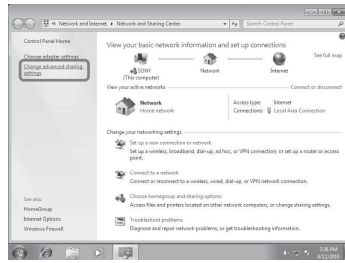 Network and Internet ▸ Network and Sharing Center
Search Control Panel
Control Panel Home
Change adapter settings
Change advanced sharing
settings
View your basic network information and set up connections
See full map
SONY
(This computer)
Network
Internet
View your active networks
Connect or disconnect
Network
Home network
Access type: Internet
Connections: Local Area Connection
Change your networking settings
Set up a new connection or network
Set up a wireless, broadband, dial-up, ad hoc, or VPN connection; or set up a router or access
point.
Connect to a network
Connect or reconnect to a wireless, wired, dial-up, or VPN network connection.
Choose homegroup and sharing options
Access files and printers located on other network computers, or change sharing settings.
Troubleshoot problems
Diagnose and repair network problems, or get troubleshooting information.
See also
HomeGroup
Internet Options
Windows Firewall
7:36 PM
4/12/2010